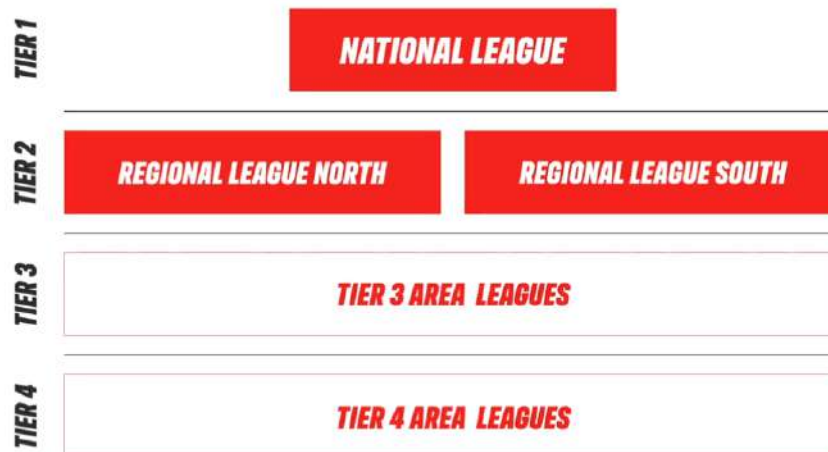 TIER 1
NATIONAL LEAGUE
TIER 2
REGIONAL LEAGUE NORTH
REGIONAL LEAGUE SOUTH
TIER 3
TIER 3 AREA LEAGUES
TIER 4
TIER 4 AREA LEAGUES